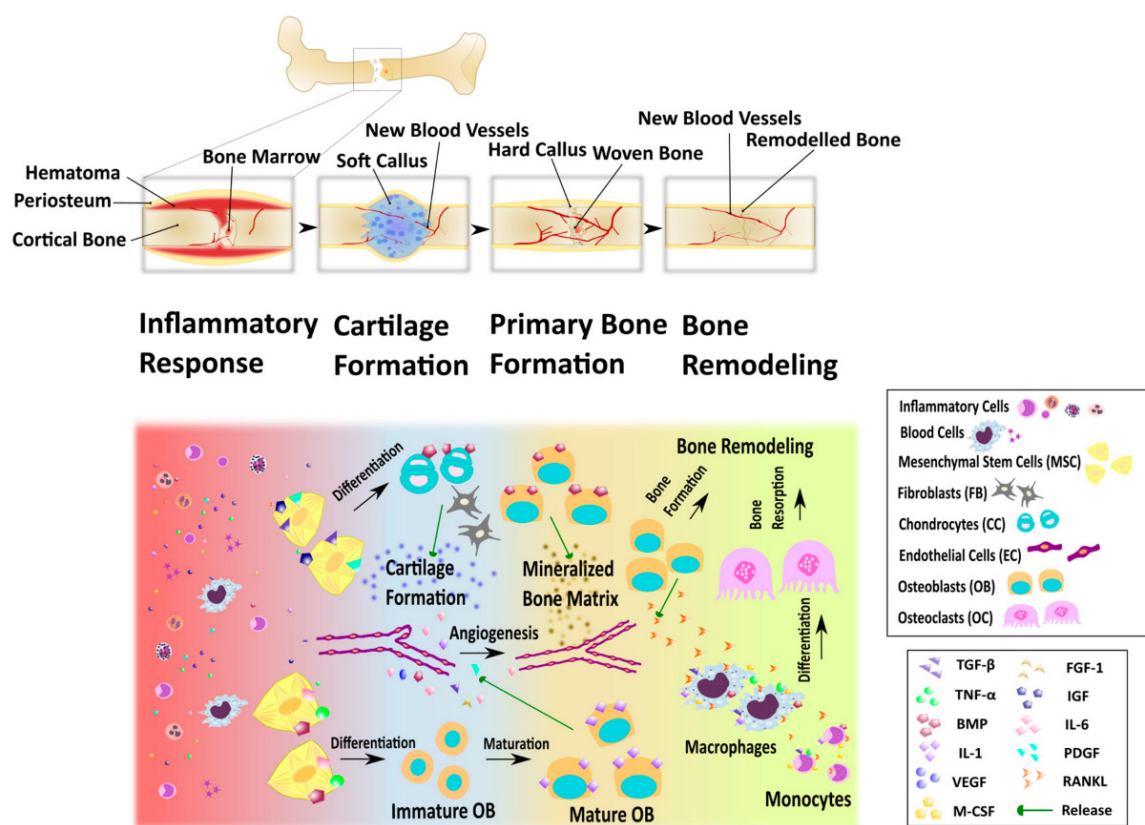 New Blood Vessels
Soft Callus
Bone Marrow
Hematoma
Periosteum
Cortical Bone
Hard Callus
Woven Bone
New Blood Vessels
Remodelled Bone
Inflammatory
Response
Cartilage
Formation
Primary Bone
Formation
Bone
Remodeling
Differentiation
Cartilage
Formation
Mineralized
Bone Matrix
Bone Remodeling
Bone
Formation
Bone
Resorption
Angiogenesis
Differentiation
Macrophages
Monocytes
Differentiation
Immature OB
Maturation
Mature OB
Inflammatory Cells
Blood Cells
Mesenchymal Stem Cells (MSC)
Fibroblasts (FB)
Chondrocytes (CC)
Endothelial Cells (EC)
Osteoblasts (OB)
Osteoclasts (OC)
TGF-β
FGF-1
TNF-α
IGF
BMP
IL-6
IL-1
PDGF
VEGF
RANKL
M-CSF
Release